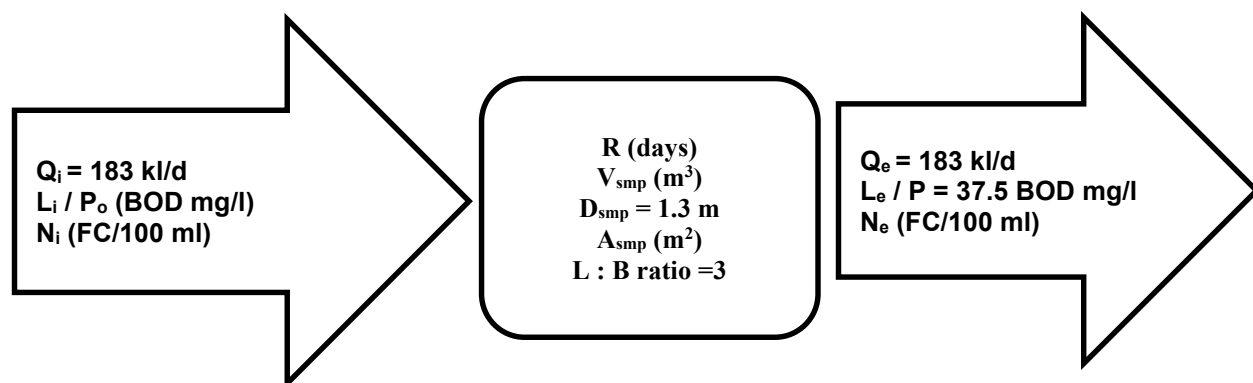 Qi = 183 kl/d
Li / Po (BOD mg/l)
Ni (FC/100 ml)
R (days)
Vsmp (m³)
Dsmp = 1.3 m
Asmp (m²)
L : B ratio =3
Qe = 183 kl/d
Le / P = 37.5 BOD mg/l
Ne (FC/100 ml)